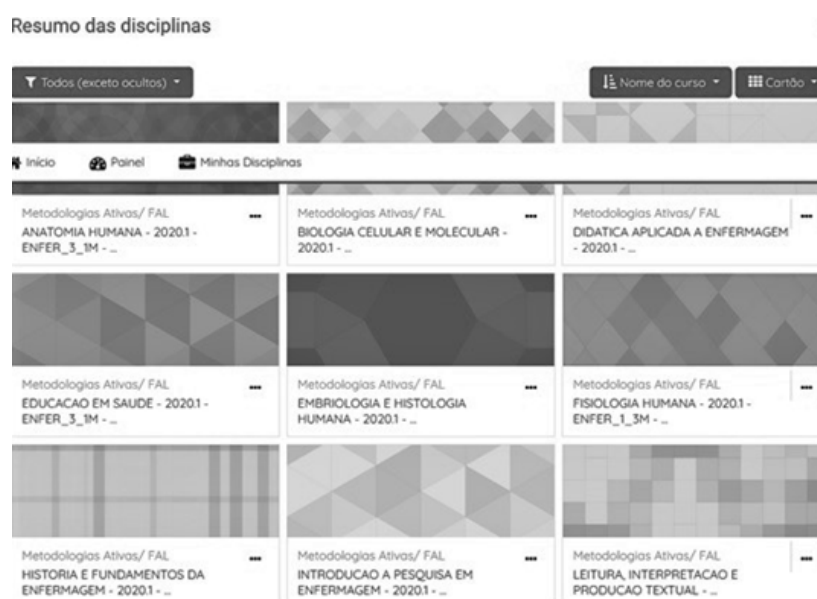 Resumo das disciplinas
Todos (exceto ocultos)
Nome do curso
Cartão
Início
Painel
Minhas Disciplinas
Metodologias Ativas/ FAL
ANATOMIA HUMANA - 2020.1 -
ENFER_3_1M - ...
Metodologias Ativas/ FAL
BIOLOGIA CELULAR E MOLECULAR -
2020.1 - ...
Metodologias Ativas/ FAL
DIDATICA APLICADA A ENFERMAGEM
- 2020.1 - ...
Metodologias Ativas/ FAL
EDUCACAO EM SAUDE - 2020.1 -
ENFER_3_1M - ...
Metodologias Ativas/ FAL
EMBRIOLOGIA E HISTOLOGIA
HUMANA - 2020.1 - ...
Metodologias Ativas/ FAL
FISIOLOGIA HUMANA - 2020.1 -
ENFER_1_3M - ...
Metodologias Ativas/ FAL
HISTORIA E FUNDAMENTOS DA
ENFERMAGEM - 2020.1 - ...
Metodologias Ativas/ FAL
INTRODUCAO A PESQUISA EM
ENFERMAGEM - 2020.1 - ...
Metodologias Ativas/ FAL
LEITURA, INTERPRETACAO E
PRODUCAO TEXTUAL - ...